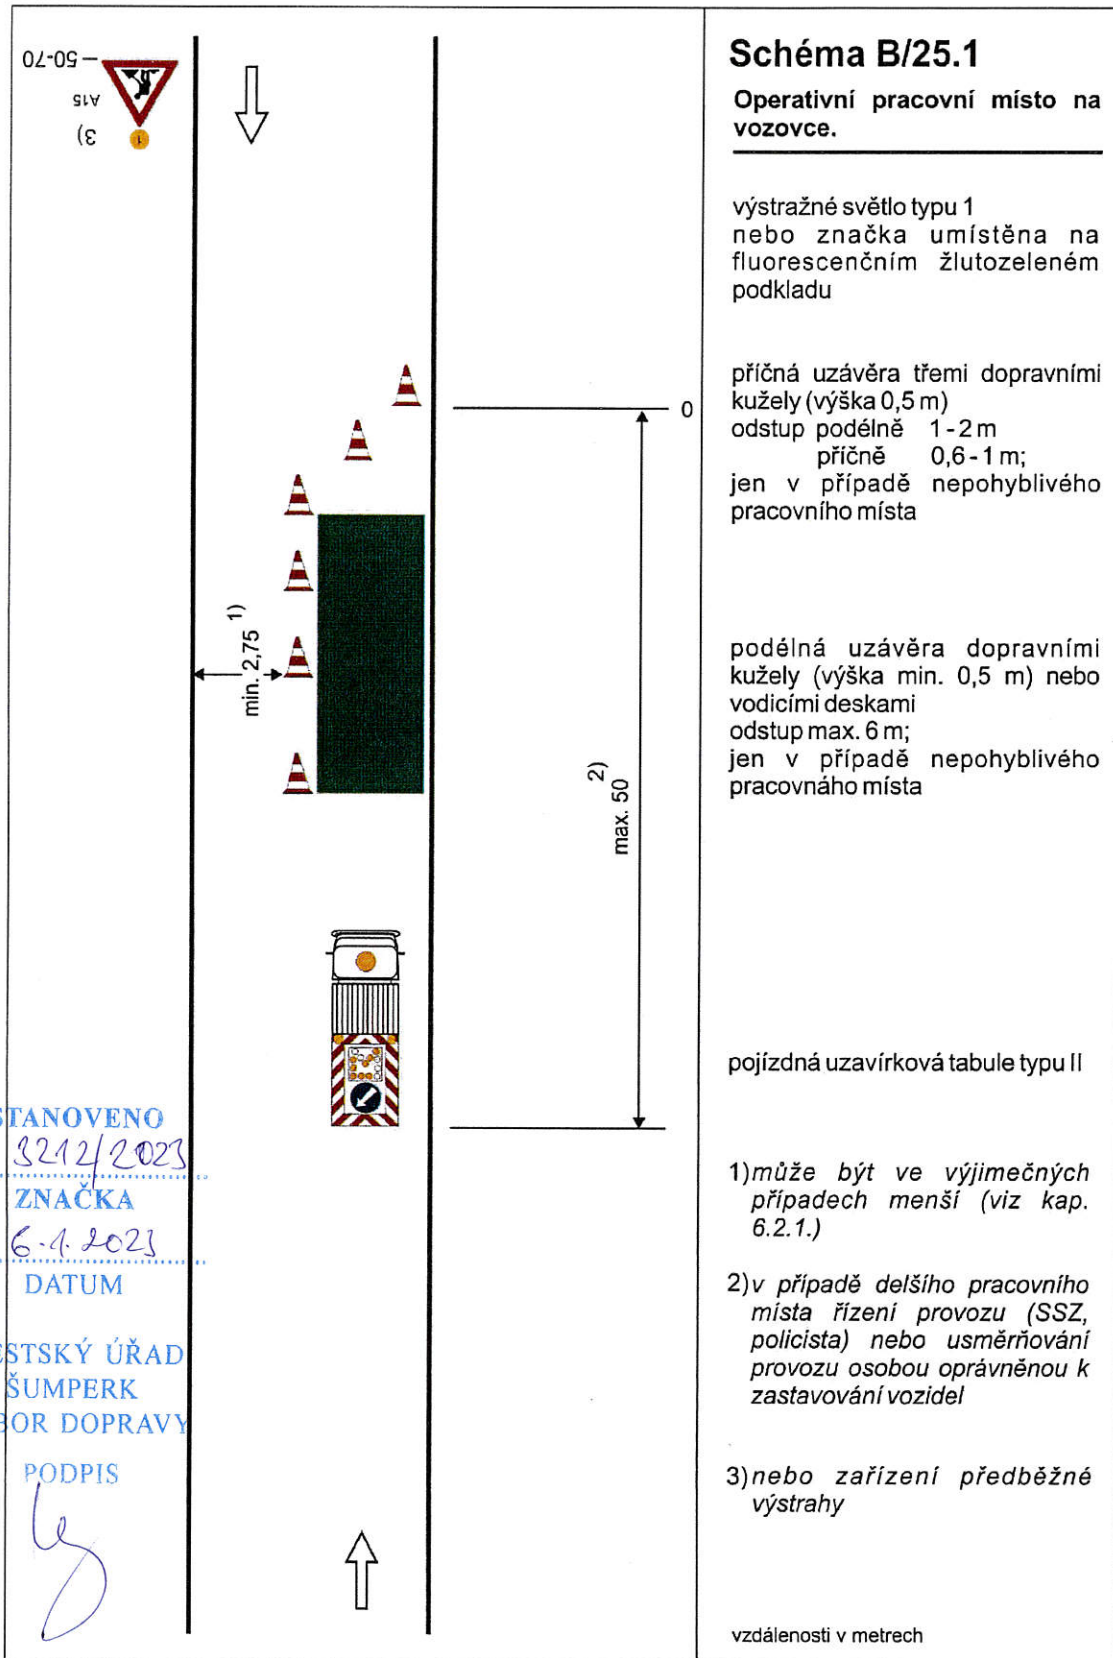 50-70
A15
3)
1
min. 2,75 1)
0
max. 50 2)
STANOVENO
3212/2023
ZNAČKA
6.1.2023
DATUM
ĚSTSKÝ ÚŘAD
ŠUMPERK
BOR DOPRAVY
PODPIS
Schéma B/25.1
Operativní pracovní místo na
vozovce.
výstražné světlo typu 1
nebo značka umístěna na
fluorescenčním žlutozeleném
podkladu
příčná uzávěra třemi dopravními
kužely (výška 0,5 m)
odstup podélně 1 - 2 m
příčně 0,6 - 1 m;
jen v případě nepohyblivého
pracovního místa
podélná uzávěra dopravními
kužely (výška min. 0,5 m) nebo
vodicími deskami
odstup max. 6 m;
jen v případě nepohyblivého
pracovnáho místa
pojízdná uzavírková tabule typu II
1) může být ve výjimečných
případech menší (viz kap.
6.2.1.)
2) v případě delšího pracovního
místa řízení provozu (SSZ,
policista) nebo usměrňování
provozu osobou oprávněnou k
zastavování vozidel
3) nebo zařízení předběžné
výstrahy
vzdálenosti v metrech